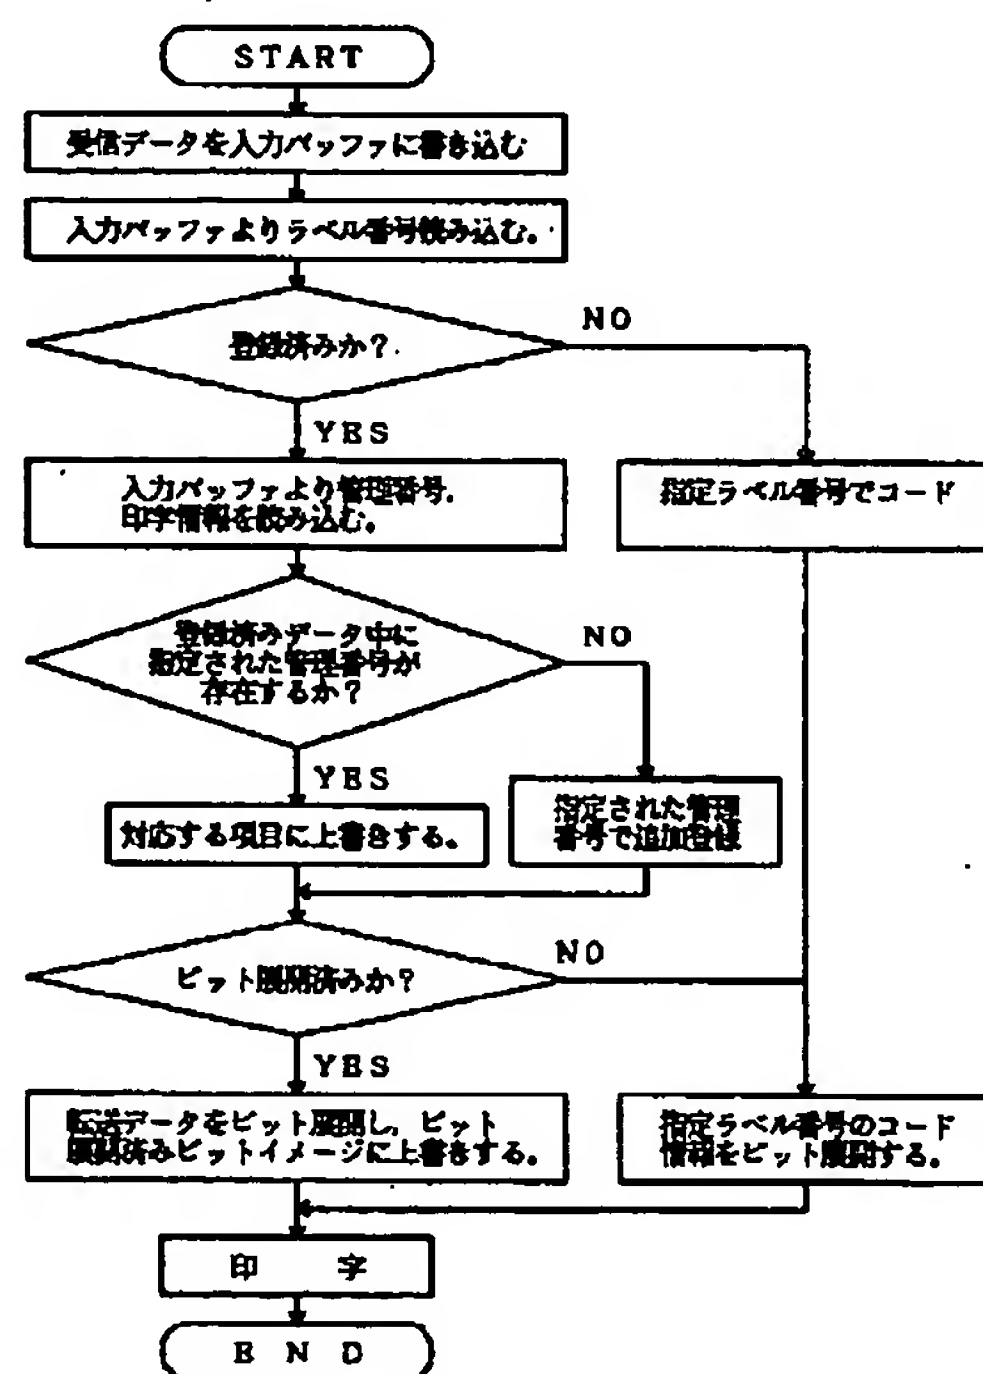 START
受信データを入力バッファに書き込む
入力バッファよりラベル番号読み込む。
登録済みか?
NO
YES
入力バッファより管理番号,
印字情報を読み込む。
指定ラベル番号でコード
登録済みデータ中に
指定された管理番号が
存在するか?
NO
YES
対応する項目に上書きする。
指定された管理
番号で追加登録
ビット展開済みか?
NO
YES
転送データをビット展開し,ビット
展開済みビットイメージに上書きする。
指定ラベル番号のコード
情報をビット展開する。
印 字
END